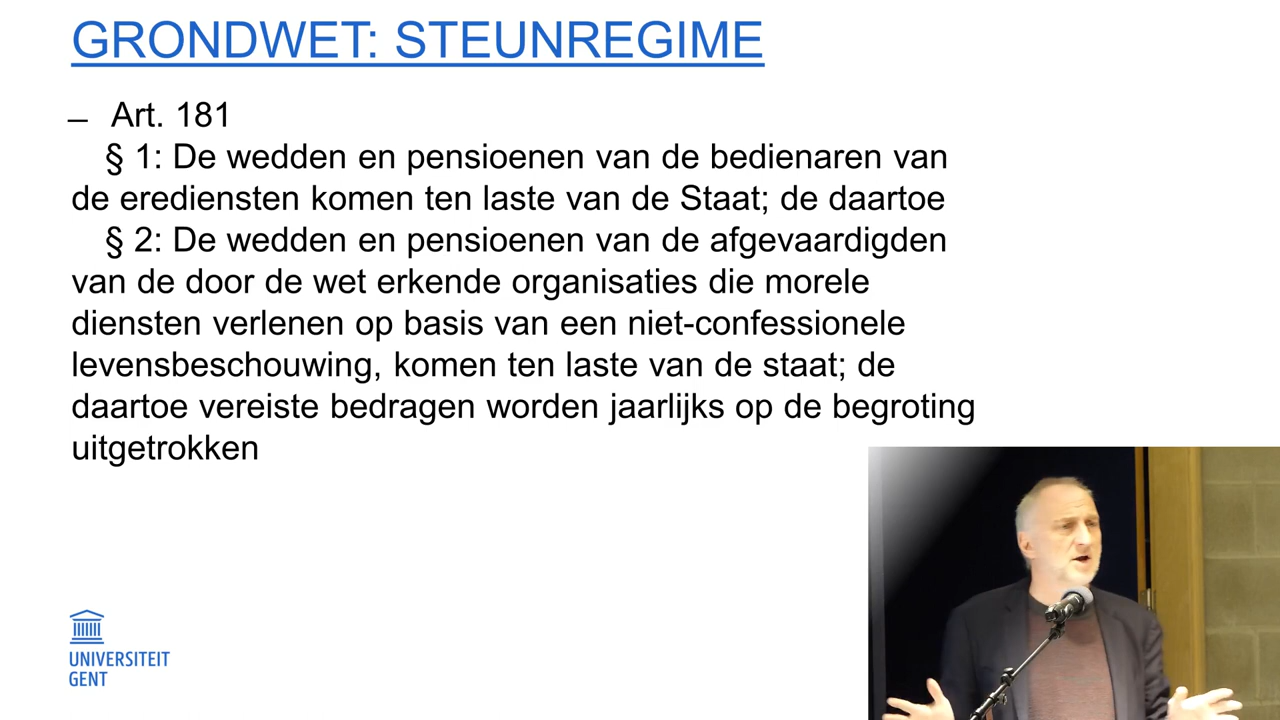 GRONDWET: STEUNREGIME
– Art. 181
§ 1: De wedden en pensioenen van de bedienaren van
de erediensten komen ten laste van de Staat; de daartoe
§ 2: De wedden en pensioenen van de afgevaardigden
van de door de wet erkende organisaties die morele
diensten verlenen op basis van een niet-confessionele
levensbeschouwing, komen ten laste van de staat; de
daartoe vereiste bedragen worden jaarlijks op de begroting
uitgetrokken
UNIVERSITEIT
GENT